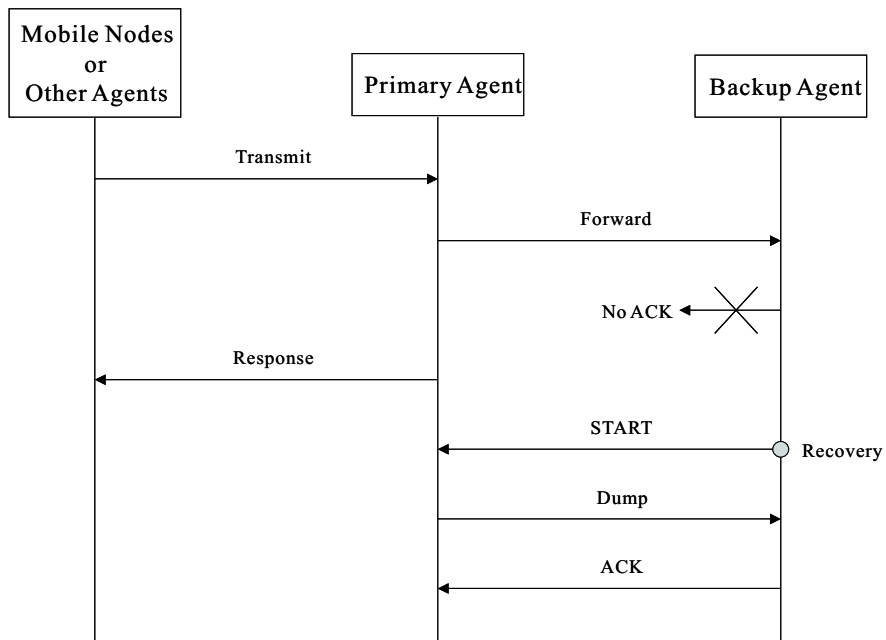 Mobile Nodes
or
Other Agents
Primary Agent
Backup Agent
Transmit
Forward
No ACK
Response
START
Recovery
Dump
ACK